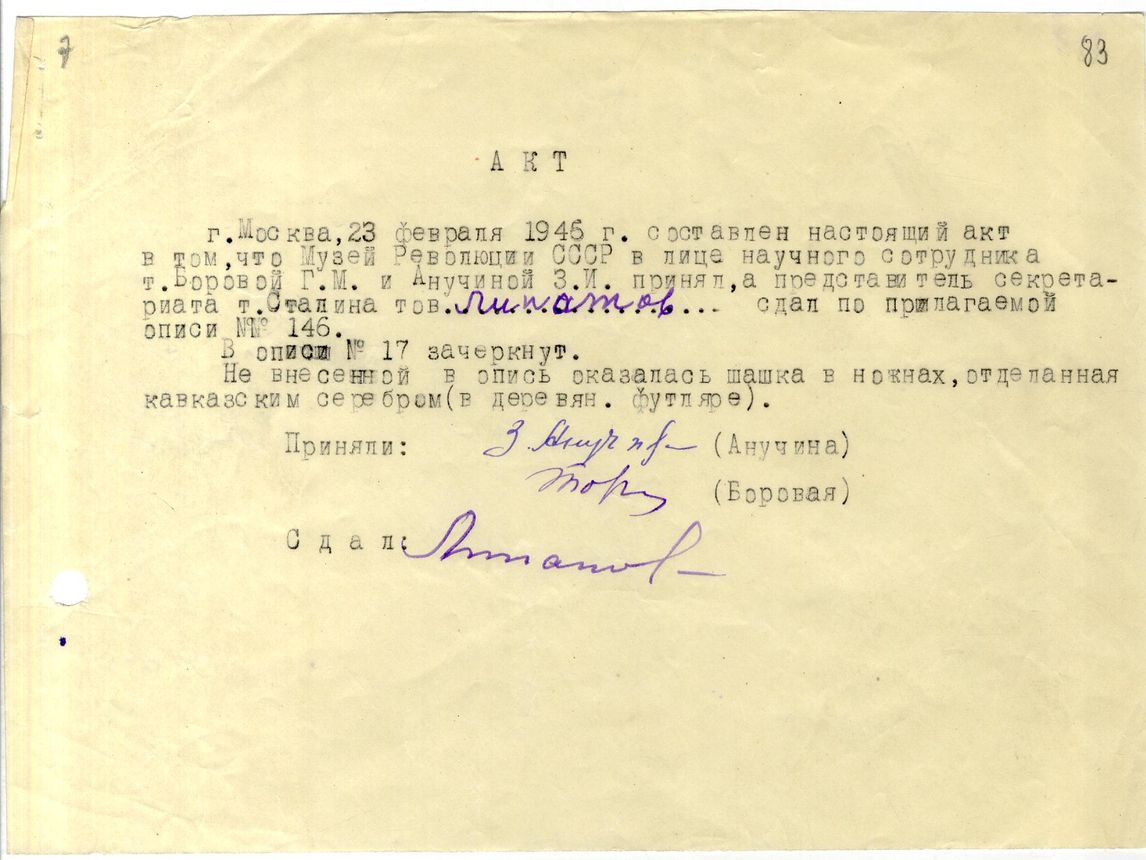 7
83
А К Т
г.Москва,23 февраля 1945 г. составлен настоящий акт
в том,что Музей Революции СССР в лице научного сотрудника
т.Боровой Г.М. и Анучиной З.И. принял,а представитель секрета-
риата т.Сталина тов.Липатов... сдал по прилагаемой
описи №№ 146.
В описи № 17 зачеркнут.
Не внесенной в опись оказалась шашка в ножнах,отделанная
кавказским серебром(в деревян. футляре).
Приняли: З. Анучина (Анучина)
(Боровая)
С д а л: Липатов